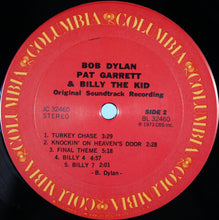 COLUMBIA
BOB DYLAN
PAT GARRETT
& BILLY THE KID
Original Soundtrack Recording
JC 32460
STEREO
SIDE 2
BL 32460
℗ 1973 CBS Inc.
1. TURKEY CHASE 3:29
2. KNOCKIN' ON HEAVEN'S DOOR 2:28
3. FINAL THEME 5:18
4. BILLY 4 4:57
5. BILLY 7 2:01
- B. Dylan -
COLUMBIA
COLUMBIA
COLUMBIA
COLUMBIA
COLUMBIA